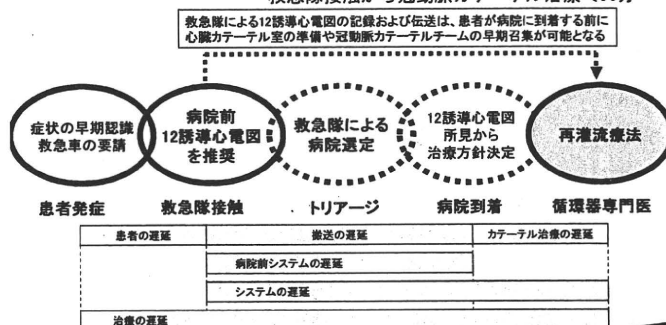 救急隊による12誘導心電図の記録および伝送は、患者が病院に到着する前に
心臓カテーテル室の準備や冠動脈カテーテルチームの早期召集が可能となる
症状の早期認識
救急車の要請
病院前
12誘導心電図
を推奨
救急隊による
病院選定
12誘導心電図
所見から
治療方針決定
再灌流療法
患者発症
救急隊接触
トリアージ
病院到着
循環器専門医
患者の遅延
搬送の遅延
カテーテル治療の遅延
病院前システムの遅延
システムの遅延
治療の遅延